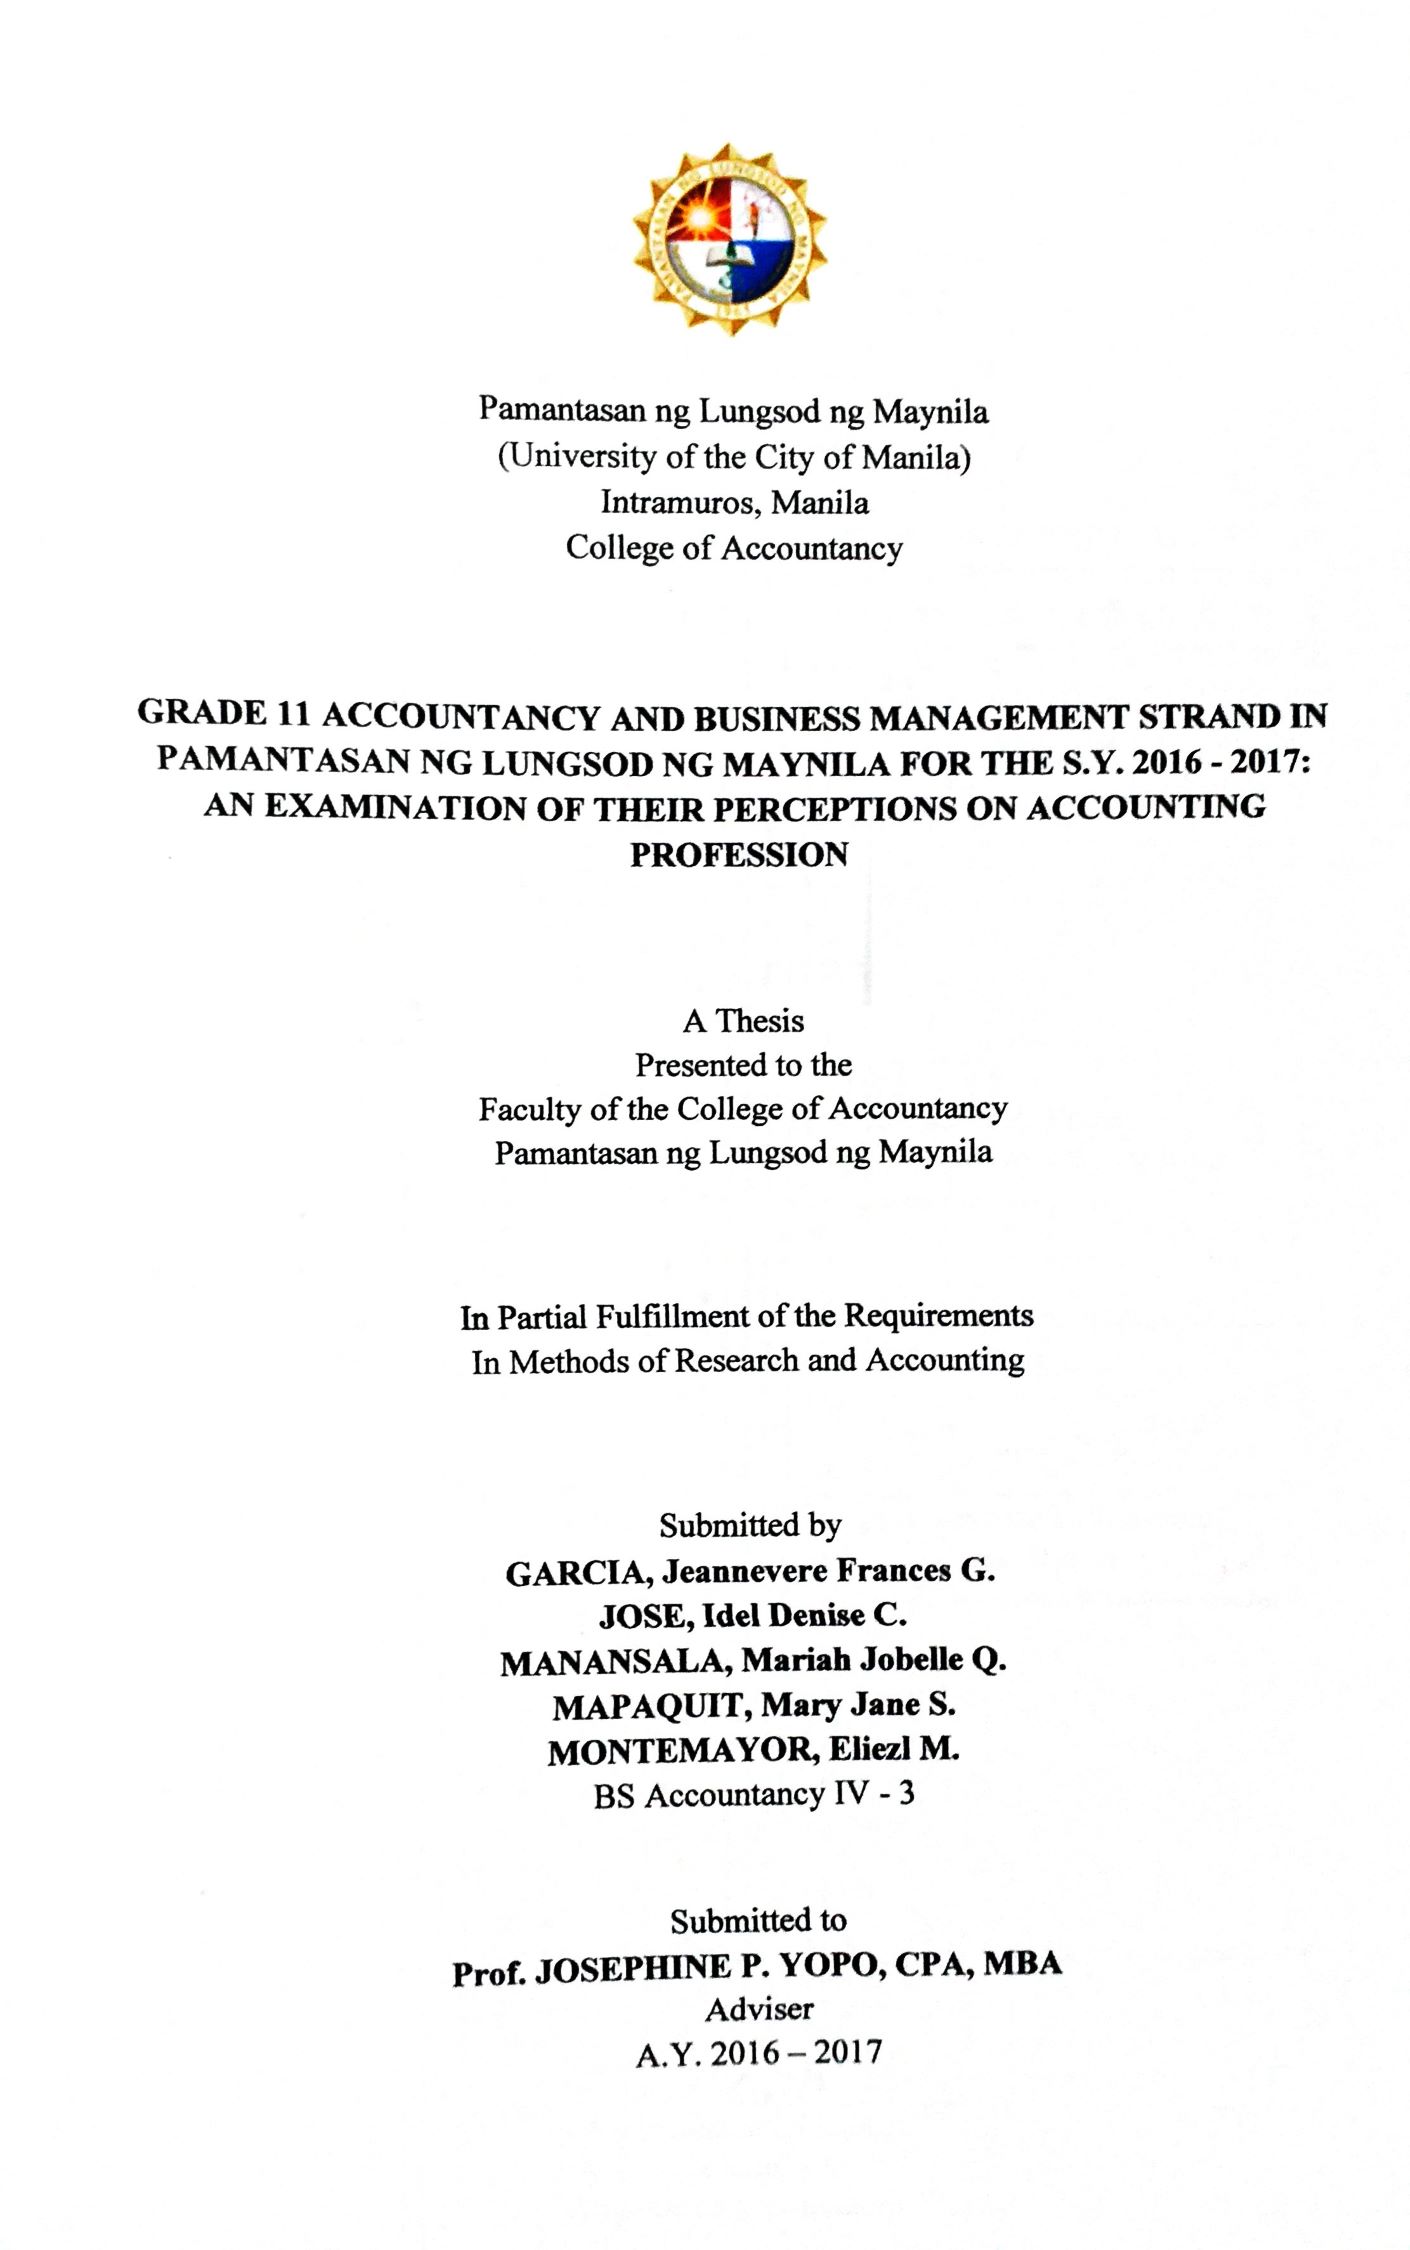 PAMANTASAN NG LUNGSOD NG MAYNILA
1965
Pamantasan ng Lungsod ng Maynila
(University of the City of Manila)
Intramuros, Manila
College of Accountancy
GRADE 11 ACCOUNTANCY AND BUSINESS MANAGEMENT STRAND IN
PAMANTASAN NG LUNGSOD NG MAYNILA FOR THE S.Y. 2016 - 2017:
AN EXAMINATION OF THEIR PERCEPTIONS ON ACCOUNTING
PROFESSION
A Thesis
Presented to the
Faculty of the College of Accountancy
Pamantasan ng Lungsod ng Maynila
In Partial Fulfillment of the Requirements
In Methods of Research and Accounting
Submitted by
GARCIA, Jeannevere Frances G.
JOSE, Idel Denise C.
MANANSALA, Mariah Jobelle Q.
MAPAQUIT, Mary Jane S.
MONTEMAYOR, Eliezl M.
BS Accountancy IV - 3
Submitted to
Prof. JOSEPHINE P. YOPO, CPA, MBA
Adviser
A.Y. 2016 – 2017